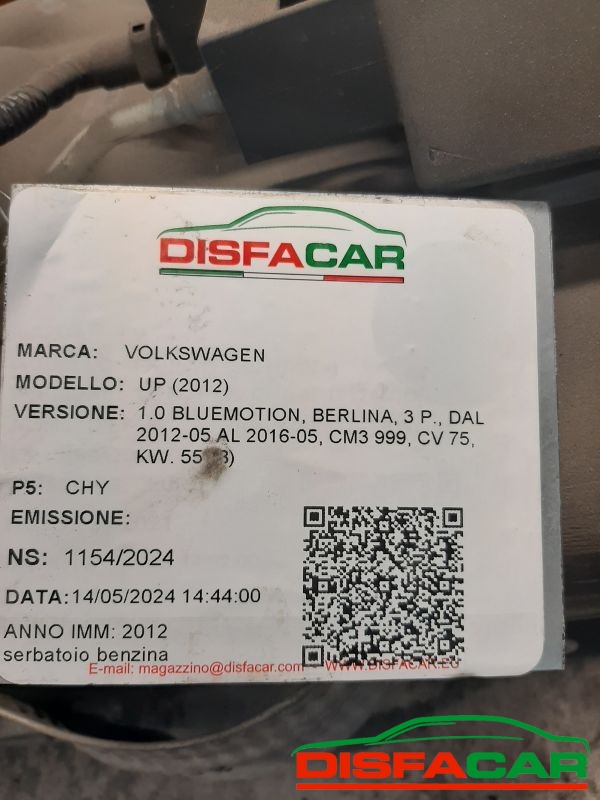 DISFACAR
MARCA: VOLKSWAGEN
MODELLO: UP (2012)
VERSIONE: 1.0 BLUEMOTION, BERLINA, 3 P., DAL
2012-05 AL 2016-05, CM3 999, CV 75,
KW. 55
P5: CHY
EMISSIONE:
NS: 1154/2024
DATA:14/05/2024 14:44:00
ANNO IMM: 2012
serbatoio benzina
E-mail: magazzino@disfacar.com WWW.DISFACAR.EU
DISFACAR